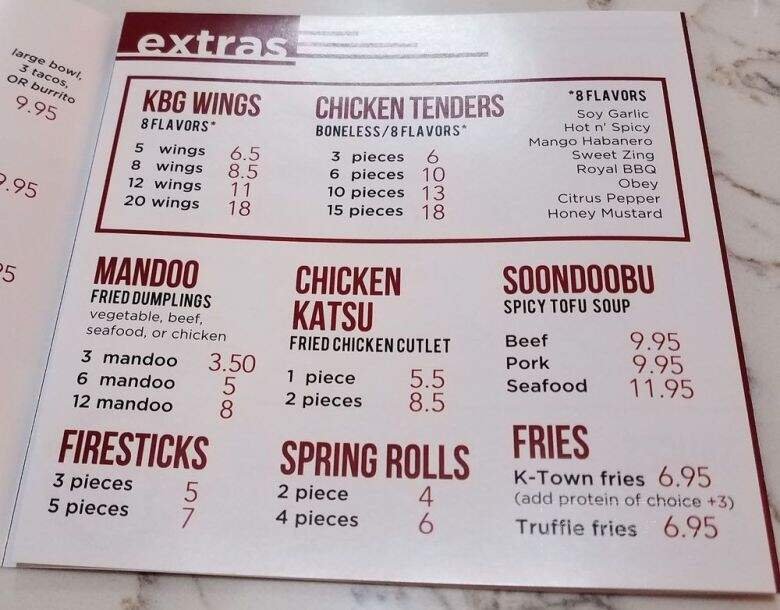 large bowl,
3 tacos,
OR burrito
9.95
9.95
extras
KBG WINGS
8 FLAVORS*
5 wings 6.5
8 wings 8.5
12 wings 11
20 wings 18
CHICKEN TENDERS
BONELESS/8 FLAVORS*
3 pieces 6
6 pieces 10
10 pieces 13
15 pieces 18
*8 FLAVORS
Soy Garlic
Hot n' Spicy
Mango Habanero
Sweet Zing
Royal BBQ
Obey
Citrus Pepper
Honey Mustard
MANDOO
FRIED DUMPLINGS
vegetable, beef,
seafood, or chicken
3 mandoo 3.50
6 mandoo 5
12 mandoo 8
CHICKEN
KATSU
FRIED CHICKEN CUTLET
1 piece 5.5
2 pieces 8.5
SOONDOOBU
SPICY TOFU SOUP
Beef 9.95
Pork 9.95
Seafood 11.95
FIRESTICKS
3 pieces 5
5 pieces 7
SPRING ROLLS
2 piece 4
4 pieces 6
FRIES
K-Town fries 6.95
(add protein of choice +3)
Truffle fries 6.95